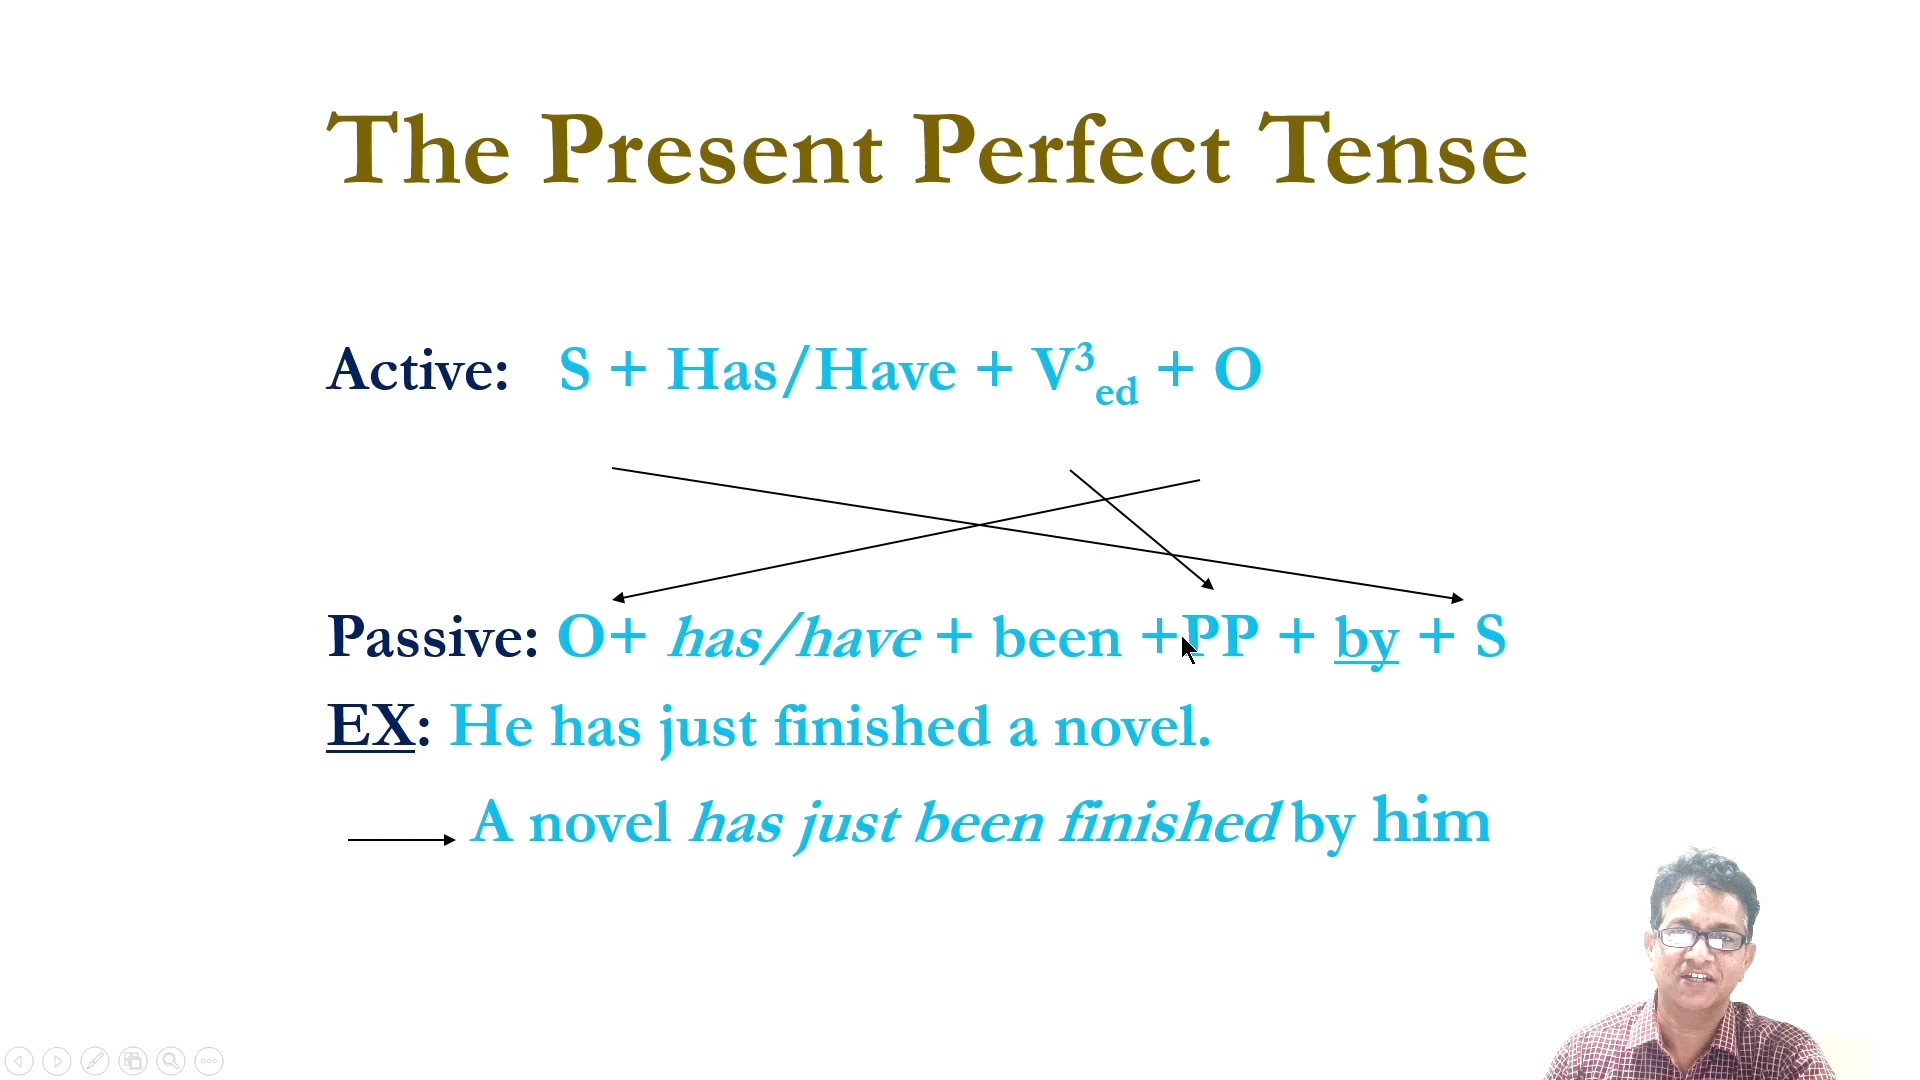 The Present Perfect Tense
Active: S + Has/Have + V³ed + O
Passive: O+ has/have + been +PP + by + S
EX: He has just finished a novel.
A novel has just been finished by him